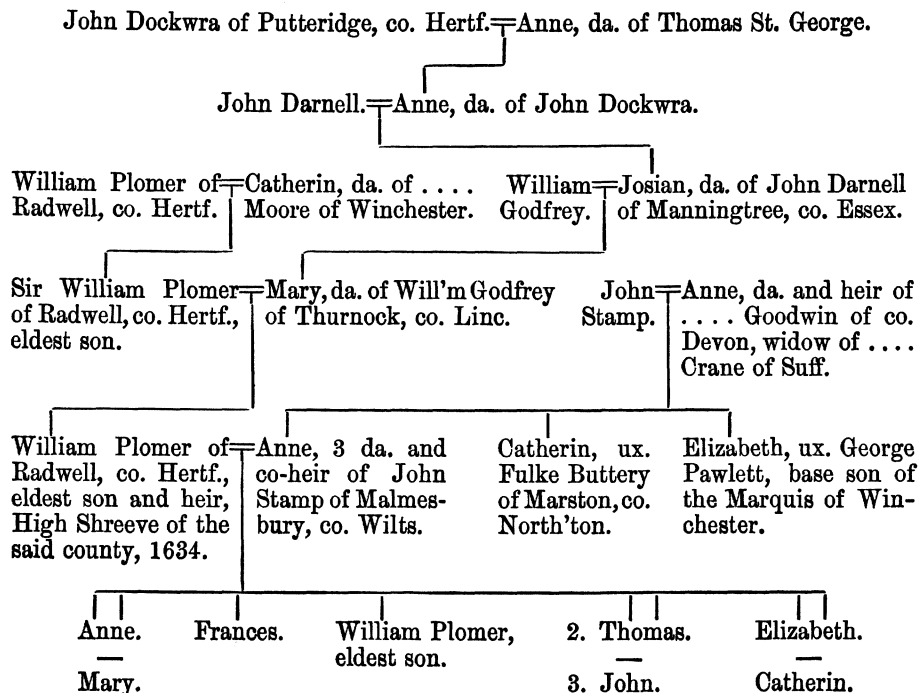 John Dockwra of Putteridge, co. Hertf.
Anne, da. of Thomas St. George.
John Darnell.
Anne, da. of John Dockwra.
William Plomer of
Radwell, co. Hertf.
Catherin, da. of . . . .
Moore of Winchester.
William
Godfrey.
Josian, da. of John Darnell
of Manningtree, co. Essex.
Sir William Plomer
of Radwell, co. Hertf.,
eldest son.
Mary, da. of Will'm Godfrey
of Thurnock, co. Linc.
John
Stamp.
Anne, da. and heir of
. . . . Goodwin of co.
Devon, widow of . . . .
Crane of Suff.
William Plomer of
Radwell, co. Hertf.,
eldest son and heir,
High Shreeve of the
said county, 1634.
Anne, 3 da. and
co-heir of John
Stamp of Malmes-
bury, co. Wilts.
Catherin, ux.
Fulke Buttery
of Marston, co.
North'ton.
Elizabeth, ux. George
Pawlett, base son of
the Marquis of Win-
chester.
Anne.
Mary.
Frances.
William Plomer,
eldest son.
2. Thomas.
3. John.
Elizabeth.
Catherin.